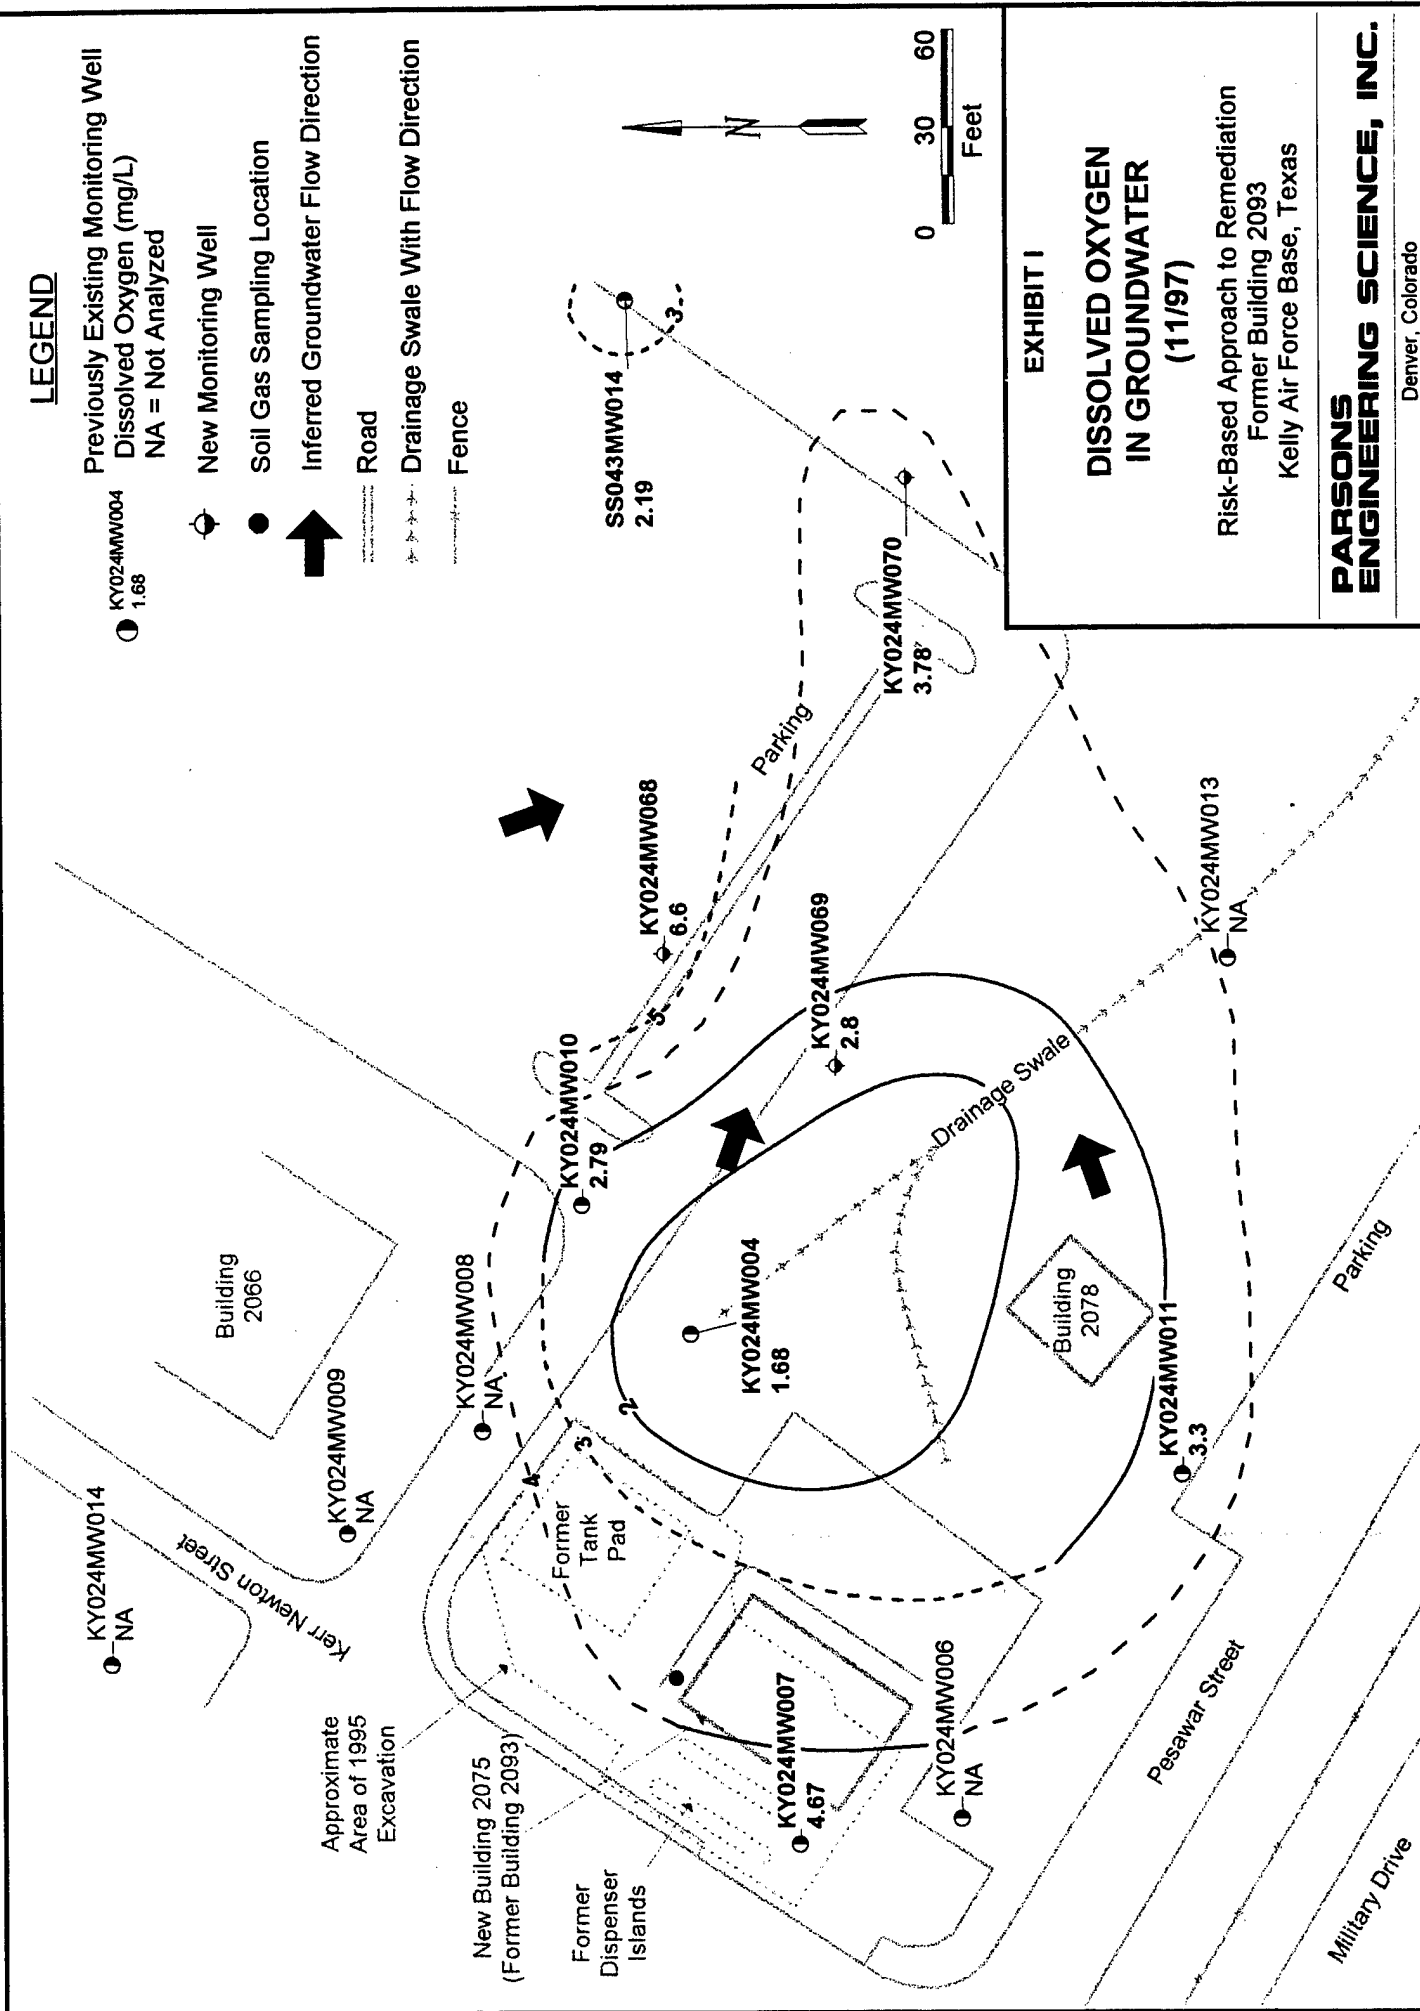 LEGEND
KY024MW004
1.68
Previously Existing Monitoring Well
Dissolved Oxygen (mg/L)
NA = Not Analyzed
New Monitoring Well
Soil Gas Sampling Location
Inferred Groundwater Flow Direction
Road
Drainage Swale With Flow Direction
Fence
N
0 30 60
Feet
KY024MW014
NA
Kerr Newton Street
KY024MW009
NA
Building
2066
KY024MW008
NA
KY024MW010
2.79
KY024MW068
6.6
SS043MW014
2.19
3
Parking
KY024MW070
3.78
5
KY024MW069
2.8
Approximate
Area of 1995
Excavation
New Building 2075
(Former Building 2093)
Former
Dispenser
Islands
Former
Tank
Pad
4
3
2
KY024MW004
1.68
KY024MW007
4.67
KY024MW006
NA
Drainage Swale
Building
2078
KY024MW011
3.3
KY024MW013
NA
Pesawar Street
Parking
Military Drive
EXHIBIT I
DISSOLVED OXYGEN
IN GROUNDWATER
(11/97)
Risk-Based Approach to Remediation
Former Building 2093
Kelly Air Force Base, Texas
PARSONS
ENGINEERING SCIENCE, INC.
Denver, Colorado